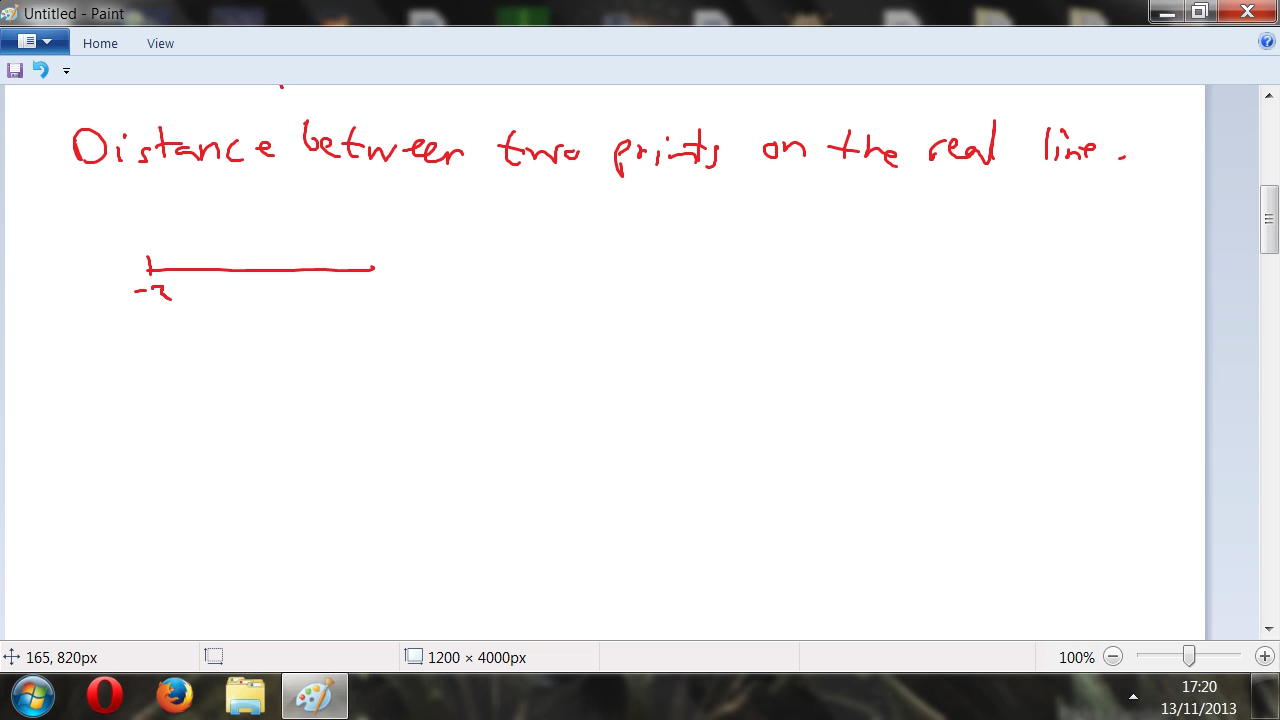 Untitled - Paint
Home View
Distance between two points on the real line.
165, 820px
1200 × 4000px
100%
17:20
13/11/2013